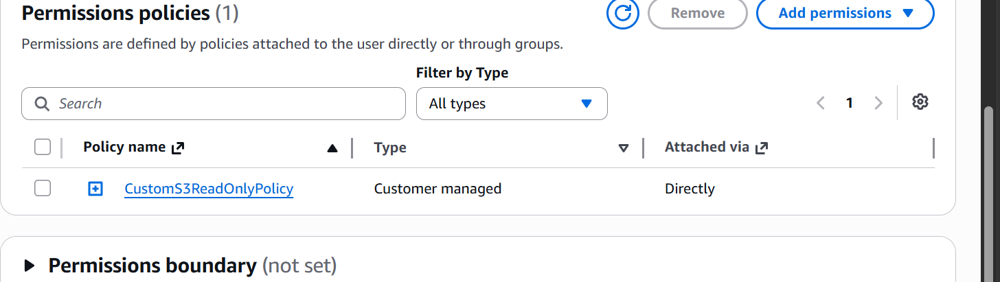 Permissions policies (1)
Remove
Add permissions
Permissions are defined by policies attached to the user directly or through groups.
Filter by Type
Search
All types
1
Policy name
Type
Attached via
CustomS3ReadOnlyPolicy
Customer managed
Directly
Permissions boundary (not set)